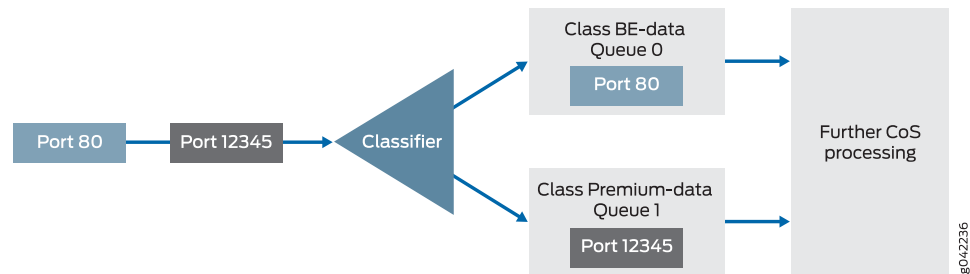 Port 80
Port 12345
Classifier
Class BE-data
Queue 0
Port 80
Class Premium-data
Queue 1
Port 12345
Further CoS
processing
g042236